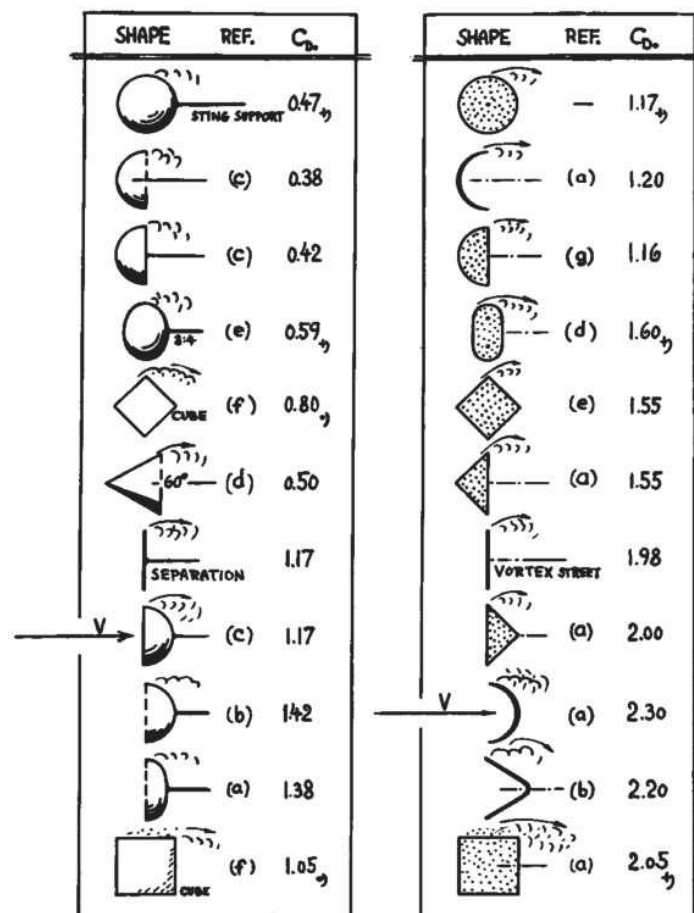 SHAPE REF. C_D•
STING SUPPORT 0.47
(c) 0.38
(c) 0.42
3:4 (e) 0.59
CUBE (f) 0.80
60° (d) 0.50
SEPARATION 1.17
V (c) 1.17
(b) 1.42
(a) 1.38
CUBE (f) 1.05
SHAPE REF. C_D•
— 1.17
(a) 1.20
(g) 1.16
(d) 1.60
(e) 1.55
(a) 1.55
VORTEX STREET 1.98
(a) 2.00
V (a) 2.30
(b) 2.20
(a) 2.05